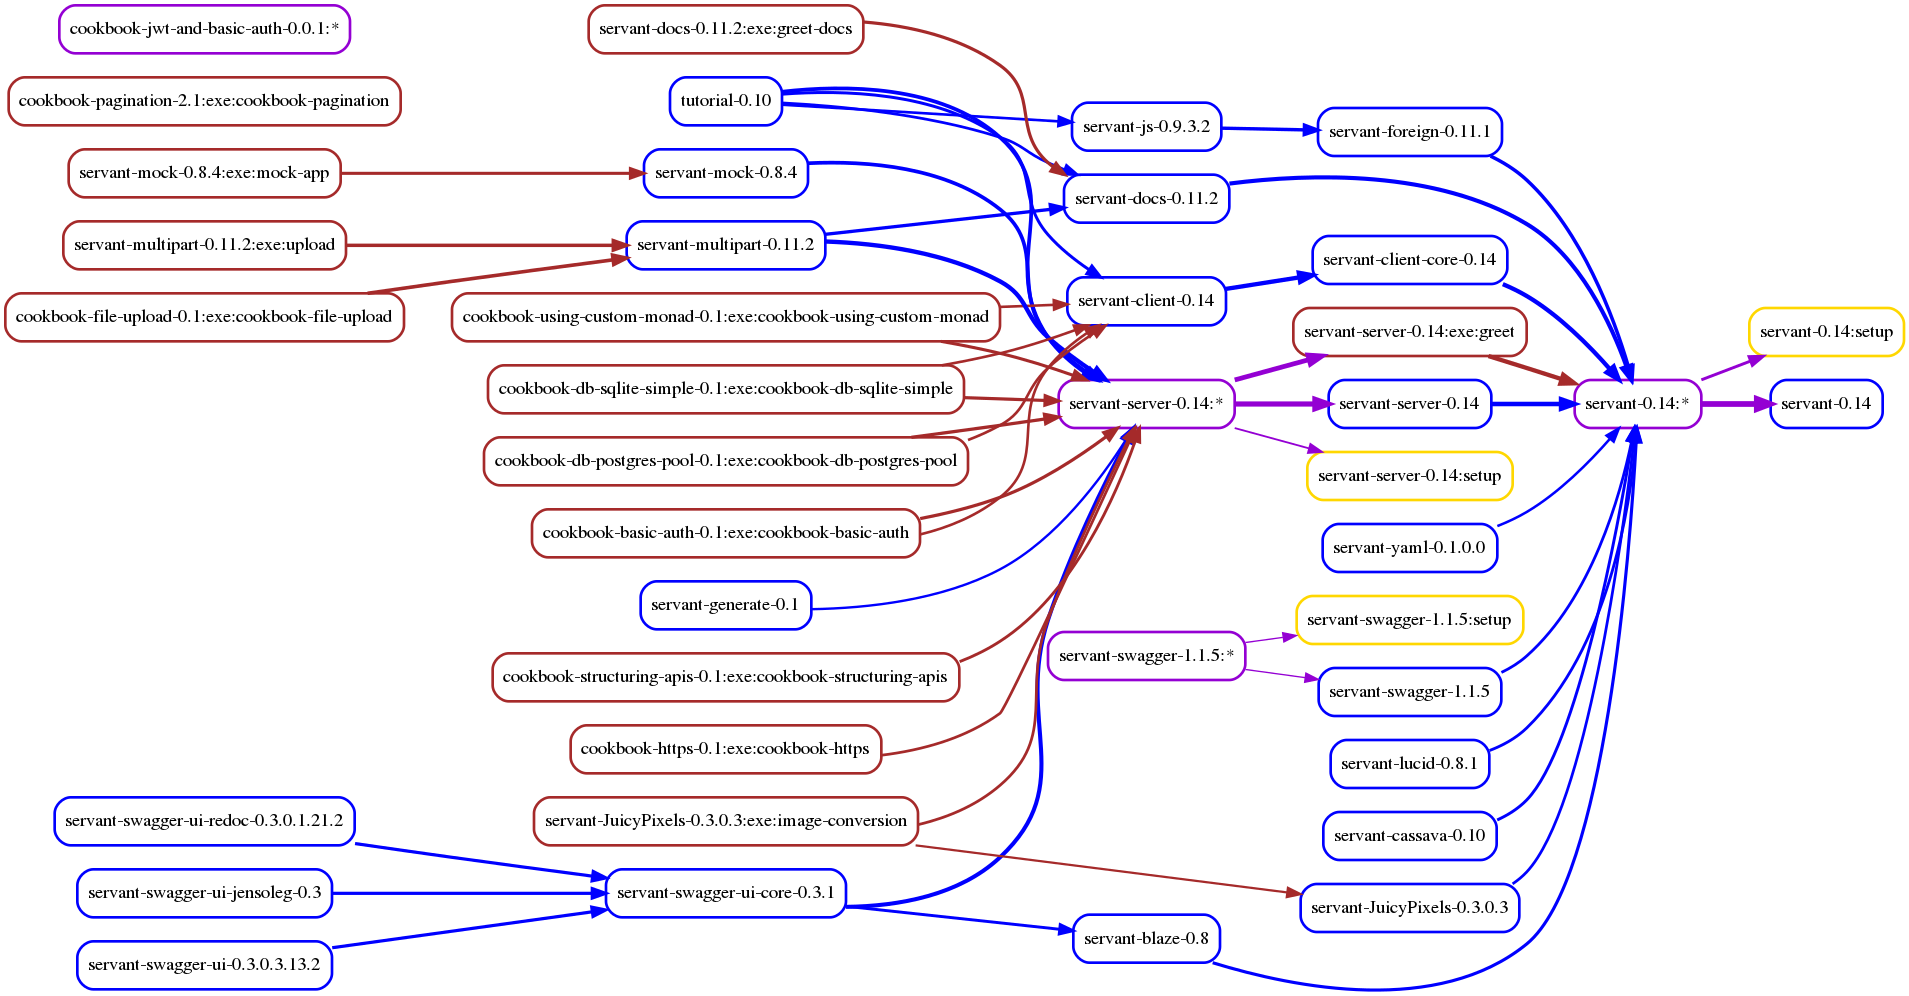 cookbook-jwt-and-basic-auth-0.0.1:*
cookbook-pagination-2.1:exe:cookbook-pagination
servant-mock-0.8.4:exe:mock-app
servant-multipart-0.11.2:exe:upload
cookbook-file-upload-0.1:exe:cookbook-file-upload
servant-swagger-ui-redoc-0.3.0.1.21.2
servant-swagger-ui-jensoleg-0.3
servant-swagger-ui-0.3.0.3.13.2
servant-docs-0.11.2:exe:greet-docs
tutorial-0.10
servant-mock-0.8.4
servant-multipart-0.11.2
cookbook-using-custom-monad-0.1:exe:cookbook-using-custom-monad
cookbook-db-sqlite-simple-0.1:exe:cookbook-db-sqlite-simple
cookbook-db-postgres-pool-0.1:exe:cookbook-db-postgres-pool
cookbook-basic-auth-0.1:exe:cookbook-basic-auth
servant-generate-0.1
cookbook-structuring-apis-0.1:exe:cookbook-structuring-apis
cookbook-https-0.1:exe:cookbook-https
servant-JuicyPixels-0.3.0.3:exe:image-conversion
servant-swagger-ui-core-0.3.1
servant-js-0.9.3.2
servant-docs-0.11.2
servant-client-0.14
servant-server-0.14:*
servant-swagger-1.1.5:*
servant-blaze-0.8
servant-foreign-0.11.1
servant-client-core-0.14
servant-server-0.14:exe:greet
servant-server-0.14
servant-server-0.14:setup
servant-yaml-0.1.0.0
servant-swagger-1.1.5:setup
servant-swagger-1.1.5
servant-lucid-0.8.1
servant-cassava-0.10
servant-JuicyPixels-0.3.0.3
servant-0.14:*
servant-0.14:setup
servant-0.14